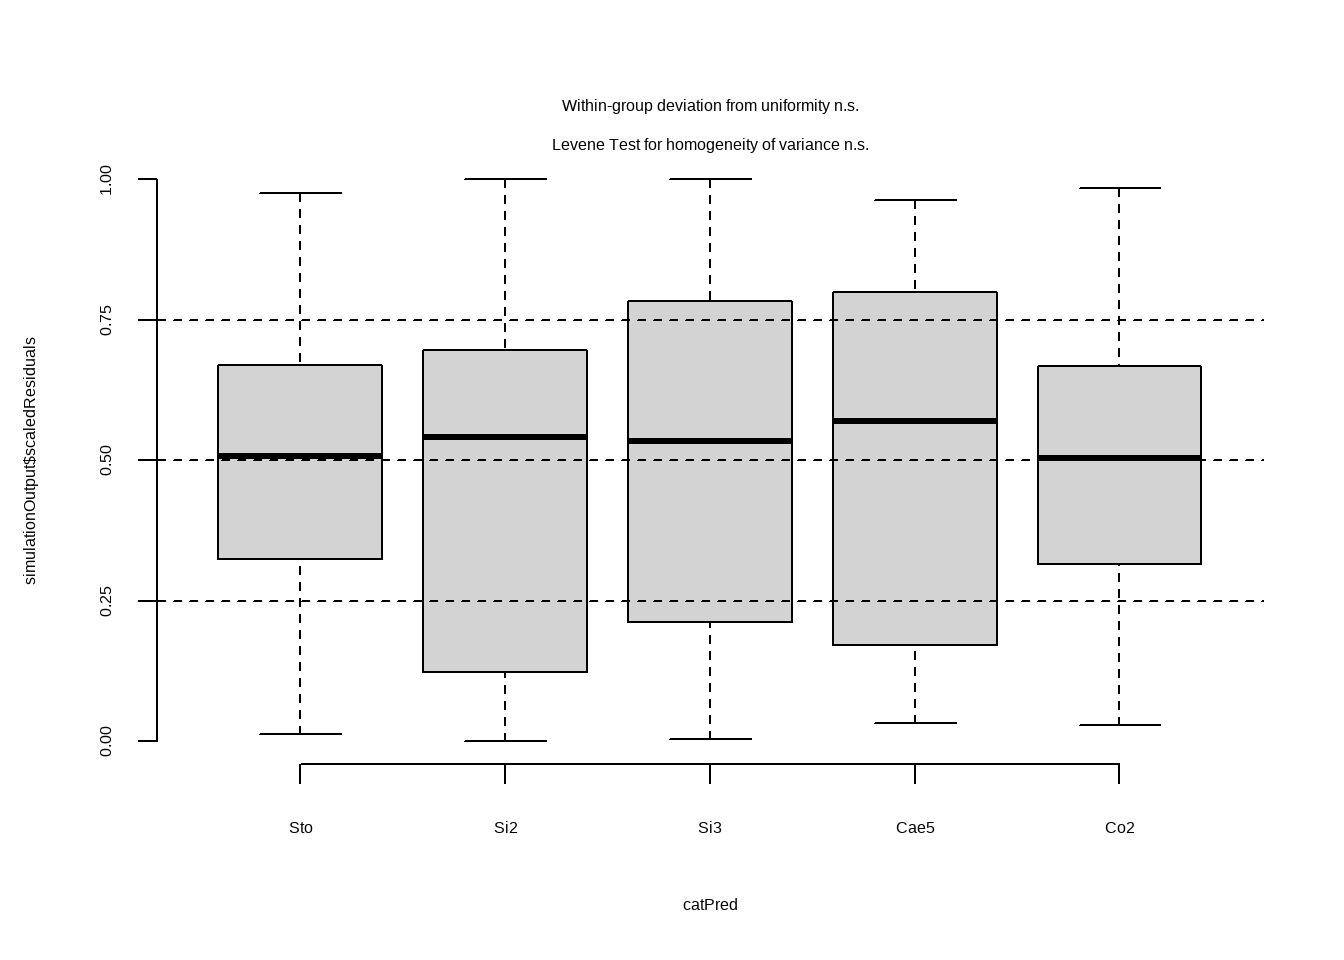 Within-group deviation from uniformity n.s.
Levene Test for homogeneity of variance n.s.
simulationOutput$scaledResiduals
1.00
0.75
0.50
0.25
0.00
Sto Si2 Si3 Cae5 Co2
catPred